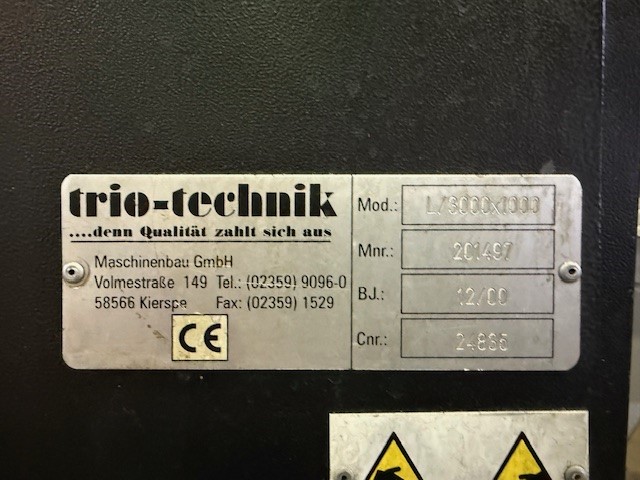 trio-technik
....denn Qualität zahlt sich aus
Maschinenbau GmbH
Volmestraße 149 Tel.: (02359) 9096-0
58566 Kierspe Fax: (02359) 1529
CE
Mod.: L/3000x1000
Mnr.: 201497
BJ.: 12/00
Cnr.: 24865